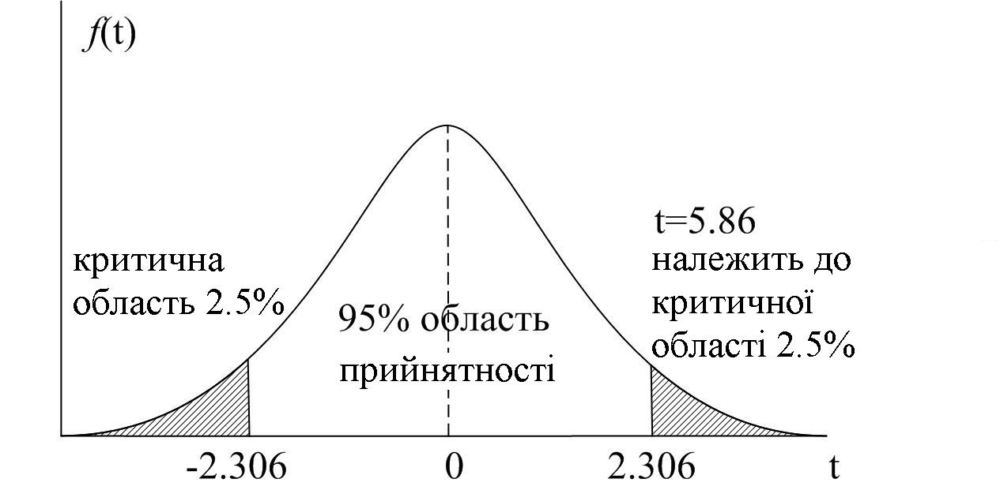 f(t)
t=5.86
критична
область 2.5%
належить до
критичної
області 2.5%
95% область
прийнятності
-2.306
0
2.306
t